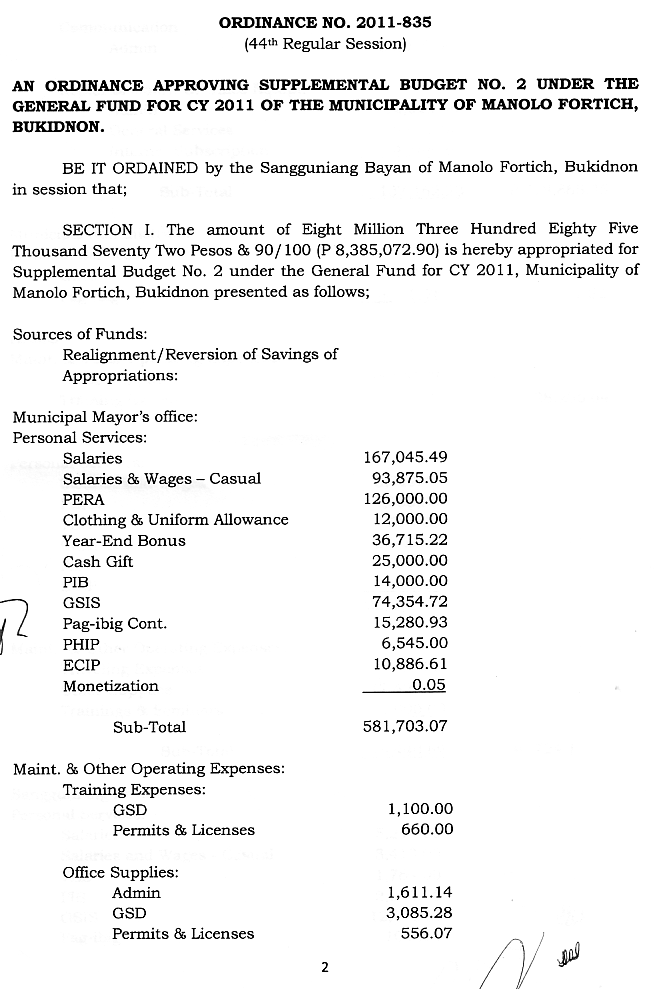 ORDINANCE NO. 2011-835
(44th Regular Session)
AN ORDINANCE APPROVING SUPPLEMENTAL BUDGET NO. 2 UNDER THE
GENERAL FUND FOR CY 2011 OF THE MUNICIPALITY OF MANOLO FORTICH,
BUKIDNON.
BE IT ORDAINED by the Sangguniang Bayan of Manolo Fortich, Bukidnon
in session that;
SECTION I. The amount of Eight Million Three Hundred Eighty Five
Thousand Seventy Two Pesos & 90/100 (P 8,385,072.90) is hereby appropriated for
Supplemental Budget No. 2 under the General Fund for CY 2011, Municipality of
Manolo Fortich, Bukidnon presented as follows;
Sources of Funds:
Realignment/Reversion of Savings of
Appropriations:
Municipal Mayor's office:
Personal Services:
Salaries 167,045.49
Salaries & Wages – Casual 93,875.05
PERA 126,000.00
Clothing & Uniform Allowance 12,000.00
Year-End Bonus 36,715.22
Cash Gift 25,000.00
PIB 14,000.00
GSIS 74,354.72
Pag-ibig Cont. 15,280.93
PHIP 6,545.00
ECIP 10,886.61
Monetization 0.05
Sub-Total 581,703.07
Maint. & Other Operating Expenses:
Training Expenses:
GSD 1,100.00
Permits & Licenses 660.00
Office Supplies:
Admin 1,611.14
GSD 3,085.28
Permits & Licenses 556.07
2